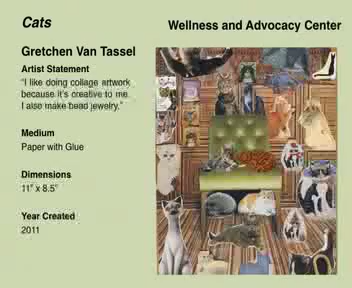 Cats
Wellness and Advocacy Center
Gretchen Van Tassel
Artist Statement
“I like doing collage artwork
because it’s creative to me.
I also make bead jewelry.”
Medium
Paper with Glue
Dimensions
11” x 8.5”
Year Created
2011